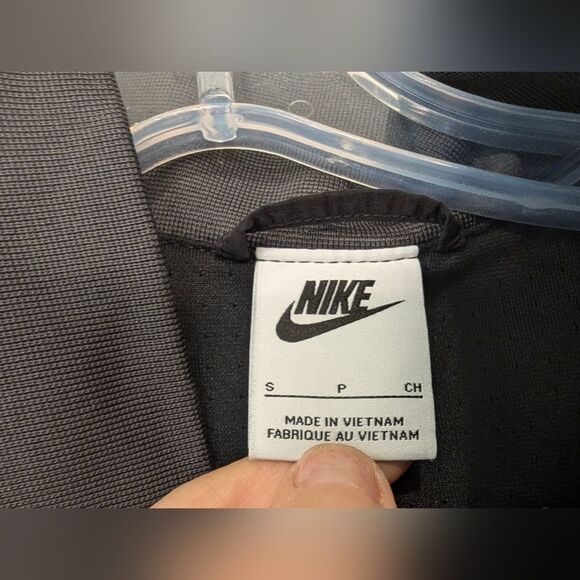 NIKE
S P CH
MADE IN VIETNAM
FABRIQUE AU VIETNAM